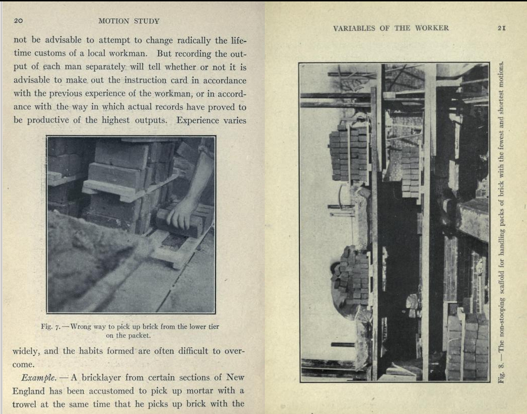 20 MOTION STUDY
not be advisable to attempt to change radically the life-
time customs of a local workman. But recording the out-
put of each man separately will tell whether or not it is
advisable to make out the instruction card in accordance
with the previous experience of the workman, or in accord-
ance with the way in which actual records have proved to
be productive of the highest outputs. Experience varies
Fig. 7. — Wrong way to pick up brick from the lower tier
on the packet.
widely, and the habits formed are often difficult to over-
come.
Example. — A bricklayer from certain sections of New
England has been accustomed to pick up mortar with a
trowel at the same time that he picks up brick with the
VARIABLES OF THE WORKER 21
Fig. 8. — The non-stooping scaffold for handling packs of brick with the fewest and shortest motions.